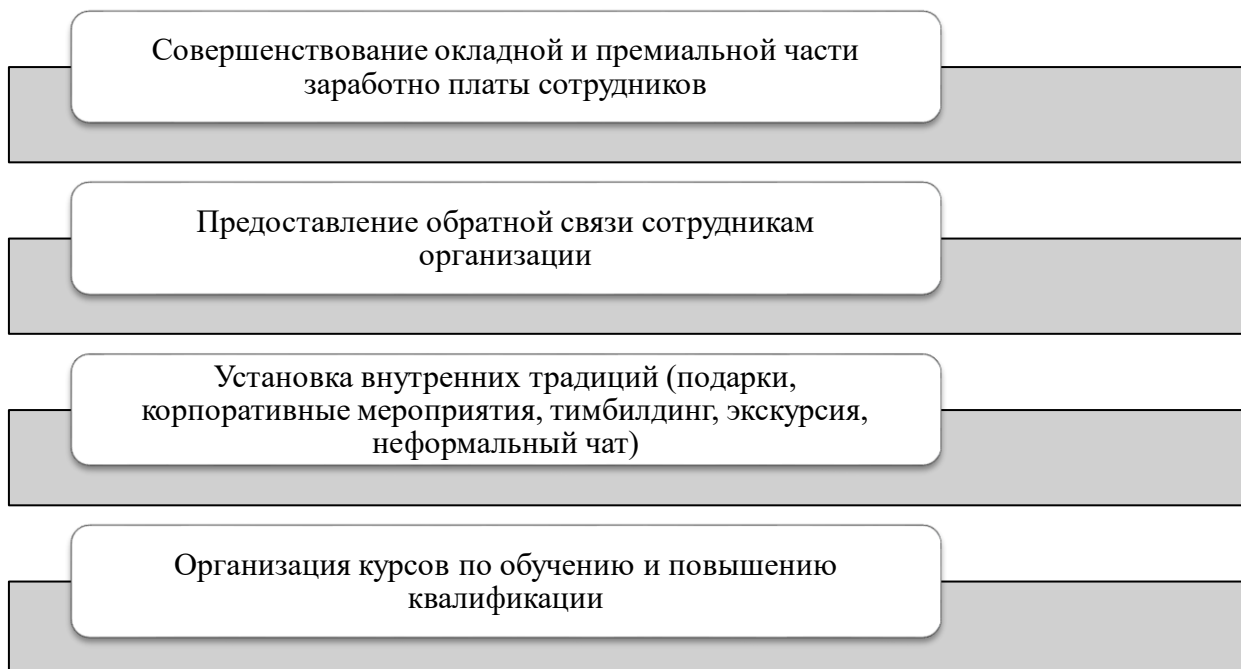 Совершенствование окладной и премиальной части
заработно платы сотрудников
Предоставление обратной связи сотрудникам
организации
Установка внутренних традиций (подарки,
корпоративные мероприятия, тимбилдинг, экскурсия,
неформальный чат)
Организация курсов по обучению и повышению
квалификации